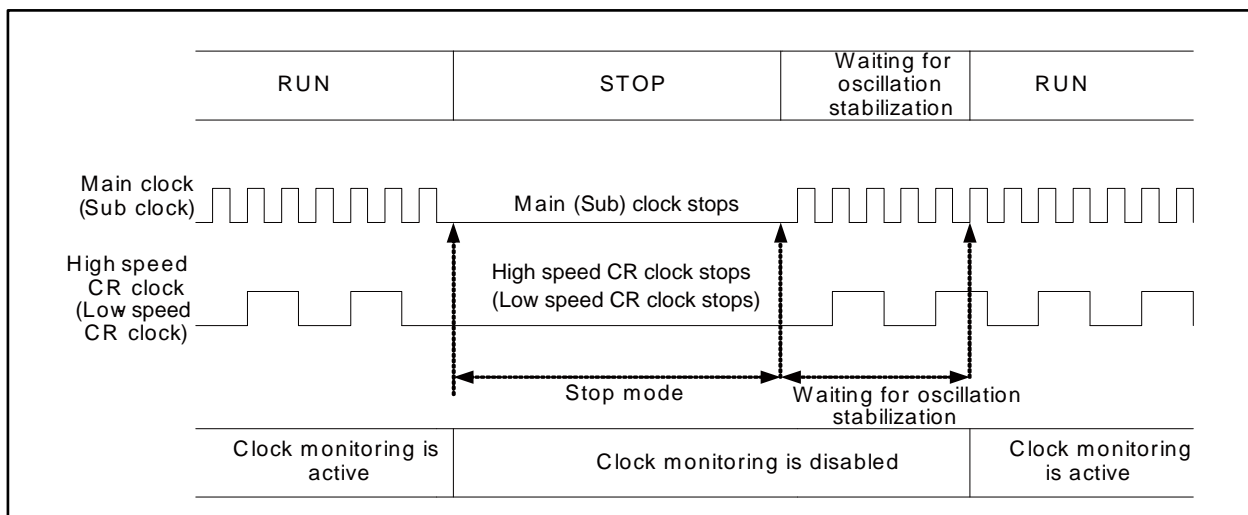 RUN
STOP
Waiting for
oscillation
stabilization
RUN
Main clock
(Sub clock)
Main (Sub) clock stops
High speed
CR clock
(Low speed
CR clock)
High speed CR clock stops
(Low speed CR clock stops)
Stop mode
Waiting for oscillation
stabilization
Clock monitoring is
active
Clock monitoring is disabled
Clock monitoring
is active